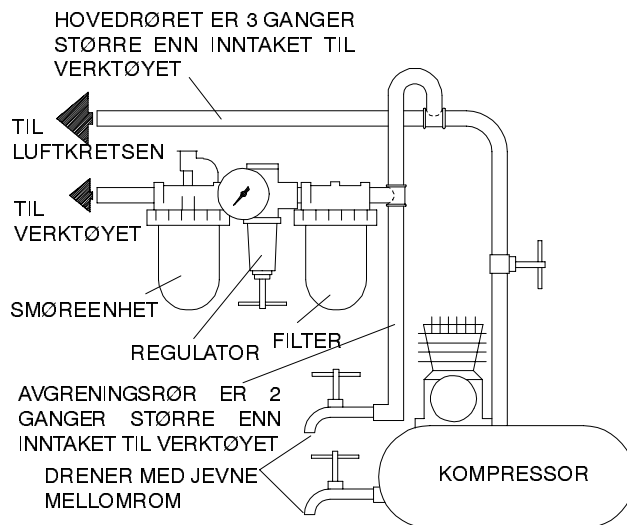 HOVEDRØRET ER 3 GANGER
STØRRE ENN INNTAKET TIL
VERKTØYET
TIL
LUFTKRETSEN
TIL
VERKTØYET
SMØREENHET
REGULATOR
FILTER
AVGRENINGSRØR ER 2
GANGER STØRRE ENN
INNTAKET TIL VERKTØYET
DRENER MED JEVNE
MELLOMROM
KOMPRESSOR